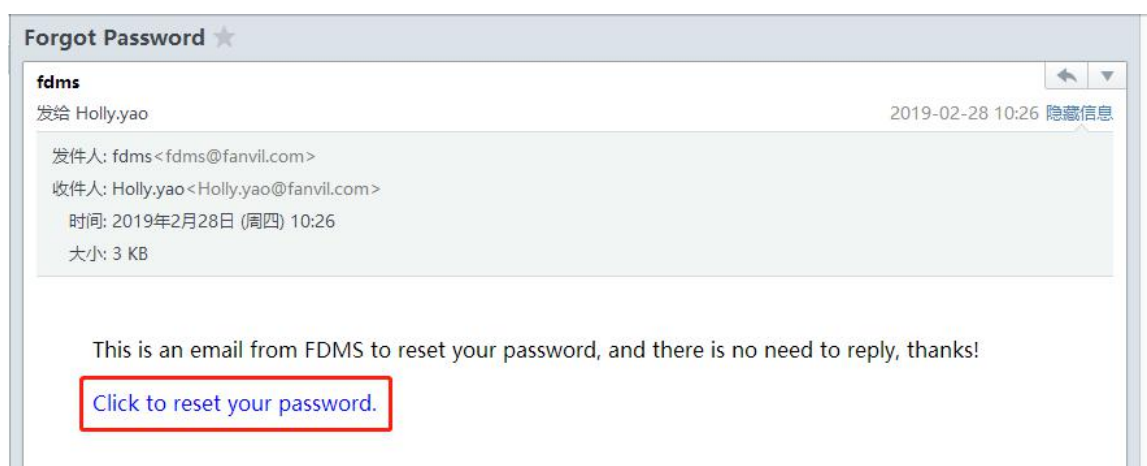 Forgot Password
fdms
发给 Holly.yao
2019-02-28 10:26 隐藏信息
发件人: fdms<fdms@fanvil.com>
收件人: Holly.yao<Holly.yao@fanvil.com>
时间: 2019年2月28日 (周四) 10:26
大小: 3 KB
This is an email from FDMS to reset your password, and there is no need to reply, thanks!
Click to reset your password.